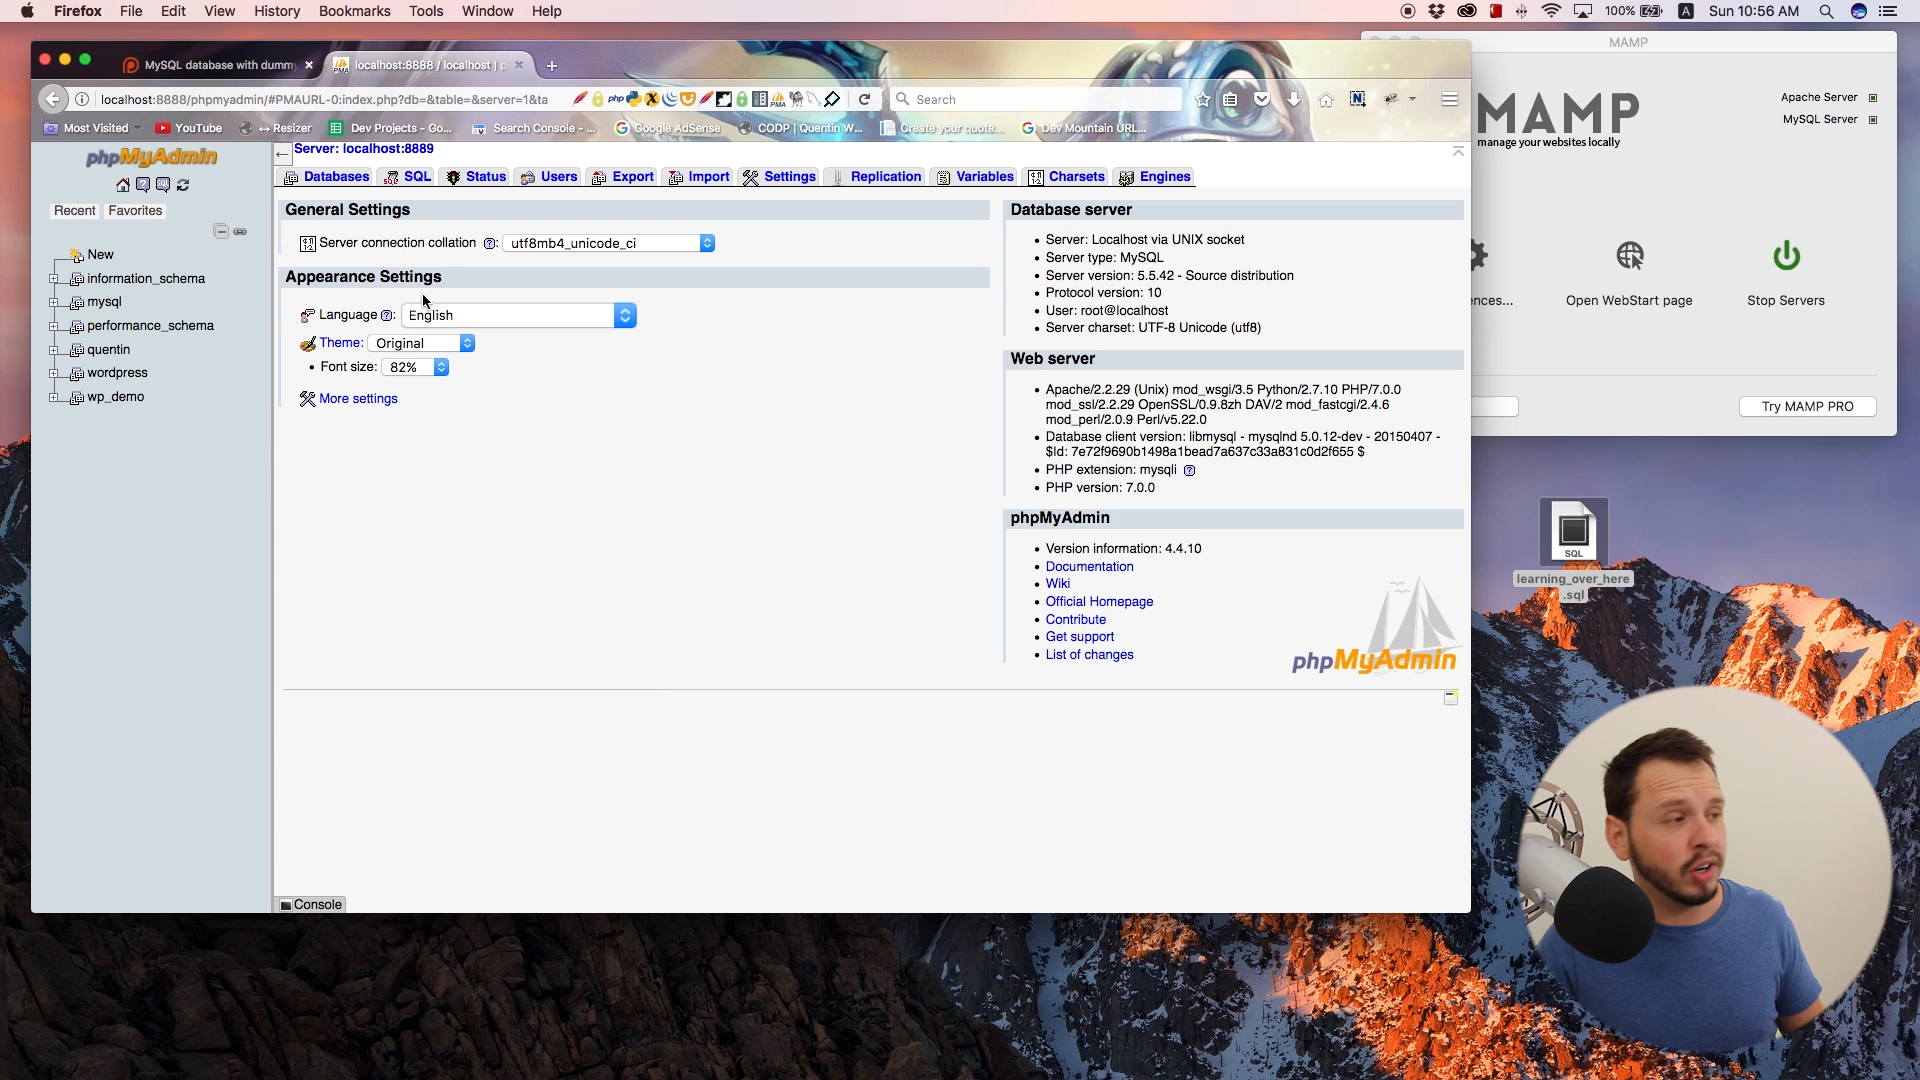 Firefox File Edit View History Bookmarks Tools Window Help
100% A Sun 10:56 AM
MySQL database with dummy
localhost:8888 / localhost | p
localhost:8888/phpmyadmin/#PMAURL-0:index.php?db=&table=&server=1&ta
Search
Most Visited YouTube ↔ Resizer Dev Projects - Go... Search Console - ... Google AdSense CODP | Quentin W... Create your quote... Dev Mountain URL...
phpMyAdmin
Recent Favorites
New
information_schema
mysql
performance_schema
quentin
wordpress
wp_demo
Server: localhost:8889
Databases SQL Status Users Export Import Settings Replication Variables Charsets Engines
General Settings
Server connection collation : utf8mb4_unicode_ci
Appearance Settings
Language : English
Theme: Original
• Font size: 82%
More settings
Database server
• Server: Localhost via UNIX socket
• Server type: MySQL
• Server version: 5.5.42 - Source distribution
• Protocol version: 10
• User: root@localhost
• Server charset: UTF-8 Unicode (utf8)
Web server
• Apache/2.2.29 (Unix) mod_wsgi/3.5 Python/2.7.10 PHP/7.0.0
mod_ssl/2.2.29 OpenSSL/0.9.8zh DAV/2 mod_fastcgi/2.4.6
mod_perl/2.0.9 Perl/v5.22.0
• Database client version: libmysql - mysqlnd 5.0.12-dev - 20150407 -
$Id: 7e72f9690b1498a1bead7a637c33a831c0d2f655 $
• PHP extension: mysqli
• PHP version: 7.0.0
phpMyAdmin
• Version information: 4.4.10
• Documentation
• Wiki
• Official Homepage
• Contribute
• Get support
• List of changes
phpMyAdmin
Console
MAMP
MAMP
manage your websites locally
Apache Server
MySQL Server
ences...
Open WebStart page
Stop Servers
Try MAMP PRO
SQL
learning_over_here
.sql